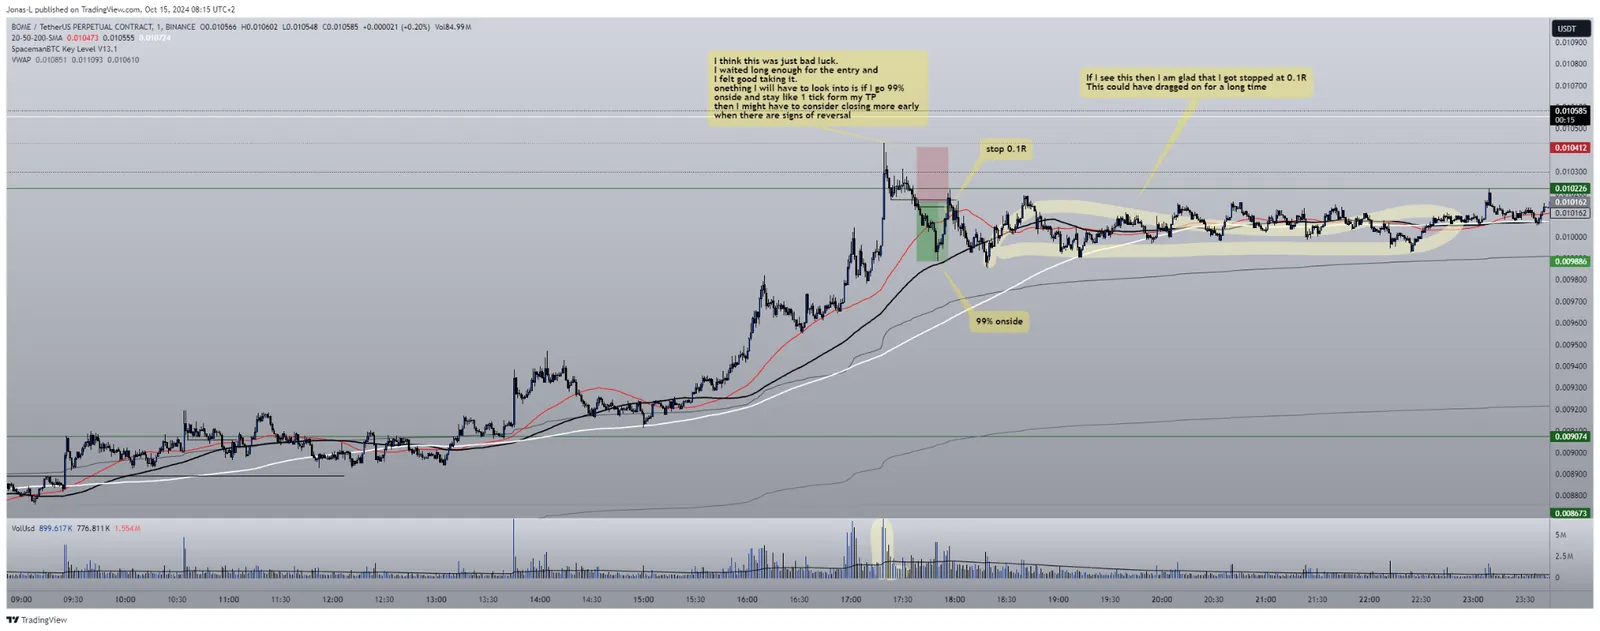 Jonas-L published on TradingView.com, Oct 15, 2024 08:15 UTC+2
BOME / TetherUS PERPETUAL CONTRACT, 1, BINANCE O0.010566 H0.010602 L0.010548 C0.010585 +0.000021 (+0.20%) Vol84.99M
20-50-200-SMA 0.010473 0.010555 0.010724
SpacemanBTC Key Level V13.1
VWAP 0.010851 0.011093 0.010610
I think this was just bad luck.
I waited long enough for the entry and
I felt good taking it.
onething I will have to look into is if I go 99%
onside and stay like 1 tick form my TP
then I might have to consider closing more early
when there are signs of reversal
If I see this then I am glad that I got stopped at 0.1R
This could have dragged on for a long time
stop 0.1R
99% onside
USDT
0.010900
0.010800
0.010700
0.010585
00:15
0.010500
0.010412
0.010300
0.010226
0.010162
0.010162
0.010000
0.009886
0.009800
0.009700
0.009600
0.009500
0.009400
0.009300
0.009200
0.009074
0.009000
0.008900
0.008800
0.008673
VolUsd 899.617K 776.811K 1.554M
5M
2.5M
0
09:00 09:30 10:00 10:30 11:00 11:30 12:00 12:30 13:00 13:30 14:00 14:30 15:00 15:30 16:00 16:30 17:00 17:30 18:00 18:30 19:00 19:30 20:00 20:30 21:00 21:30 22:00 22:30 23:00 23:30
TradingView